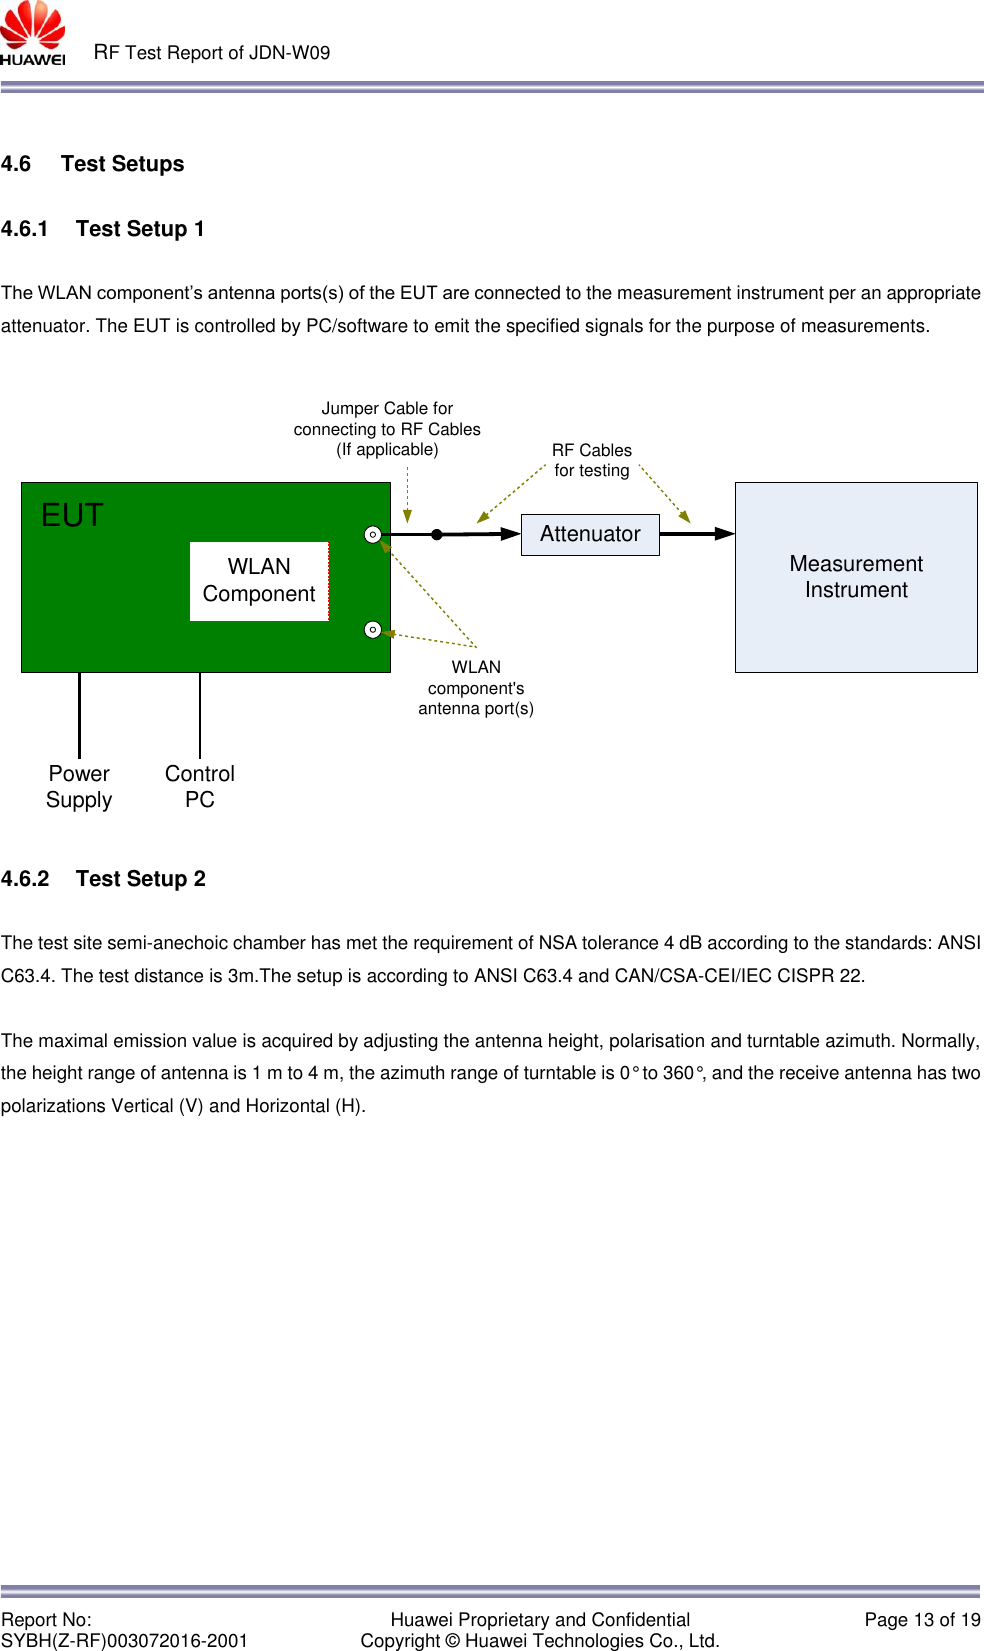 HUAWEI
RF Test Report of JDN-W09
4.6 Test Setups
4.6.1 Test Setup 1
The WLAN component’s antenna ports(s) of the EUT are connected to the measurement instrument per an appropriate
attenuator. The EUT is controlled by PC/software to emit the specified signals for the purpose of measurements.
Jumper Cable for
connecting to RF Cables
(If applicable)
RF Cables
for testing
EUT
WLAN
Component
Attenuator
Measurement
Instrument
WLAN
component's
antenna port(s)
Power
Supply
Control
PC
4.6.2 Test Setup 2
The test site semi-anechoic chamber has met the requirement of NSA tolerance 4 dB according to the standards: ANSI
C63.4. The test distance is 3m.The setup is according to ANSI C63.4 and CAN/CSA-CEI/IEC CISPR 22.
The maximal emission value is acquired by adjusting the antenna height, polarisation and turntable azimuth. Normally,
the height range of antenna is 1 m to 4 m, the azimuth range of turntable is 0° to 360°, and the receive antenna has two
polarizations Vertical (V) and Horizontal (H).
Report No:
SYBH(Z-RF)003072016-2001
Huawei Proprietary and Confidential
Copyright © Huawei Technologies Co., Ltd.
Page 13 of 19